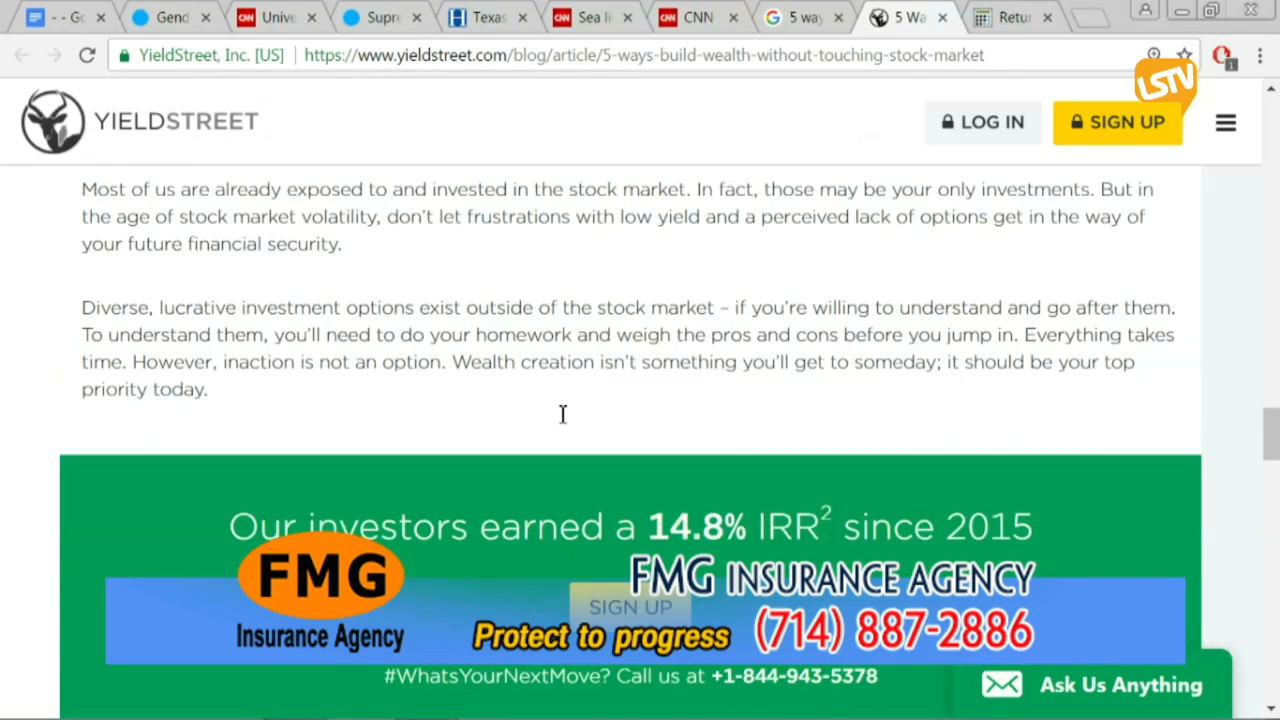 - - Go
Gend
CNN Unive
Supre
H Texas
CNN Sea li
CNN CNN
G 5 way
5 Wa
Retu
YieldStreet, Inc. [US] https://www.yieldstreet.com/blog/article/5-ways-build-wealth-without-touching-stock-market
1
LSTV
YIELDSTREET
LOG IN
SIGN UP
Most of us are already exposed to and invested in the stock market. In fact, those may be your only investments. But in
the age of stock market volatility, don't let frustrations with low yield and a perceived lack of options get in the way of
your future financial security.
Diverse, lucrative investment options exist outside of the stock market – if you're willing to understand and go after them.
To understand them, you'll need to do your homework and weigh the pros and cons before you jump in. Everything takes
time. However, inaction is not an option. Wealth creation isn't something you'll get to someday; it should be your top
priority today.
Our investors earned a 14.8% IRR2 since 2015
FMG
Insurance Agency
FMG INSURANCE AGENCY
SIGN UP
Protect to progress (714) 887-2886
#WhatsYourNextMove? Call us at +1-844-943-5378
Ask Us Anything